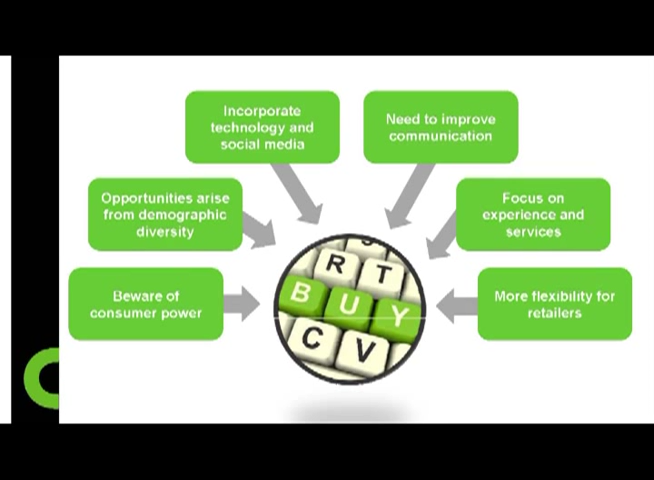 Incorporate
technology and
social media
Need to improve
communication
Opportunities arise
from demographic
diversity
Focus on
experience and
services
Beware of
consumer power
More flexibility for
retailers
R T
B U Y
C V